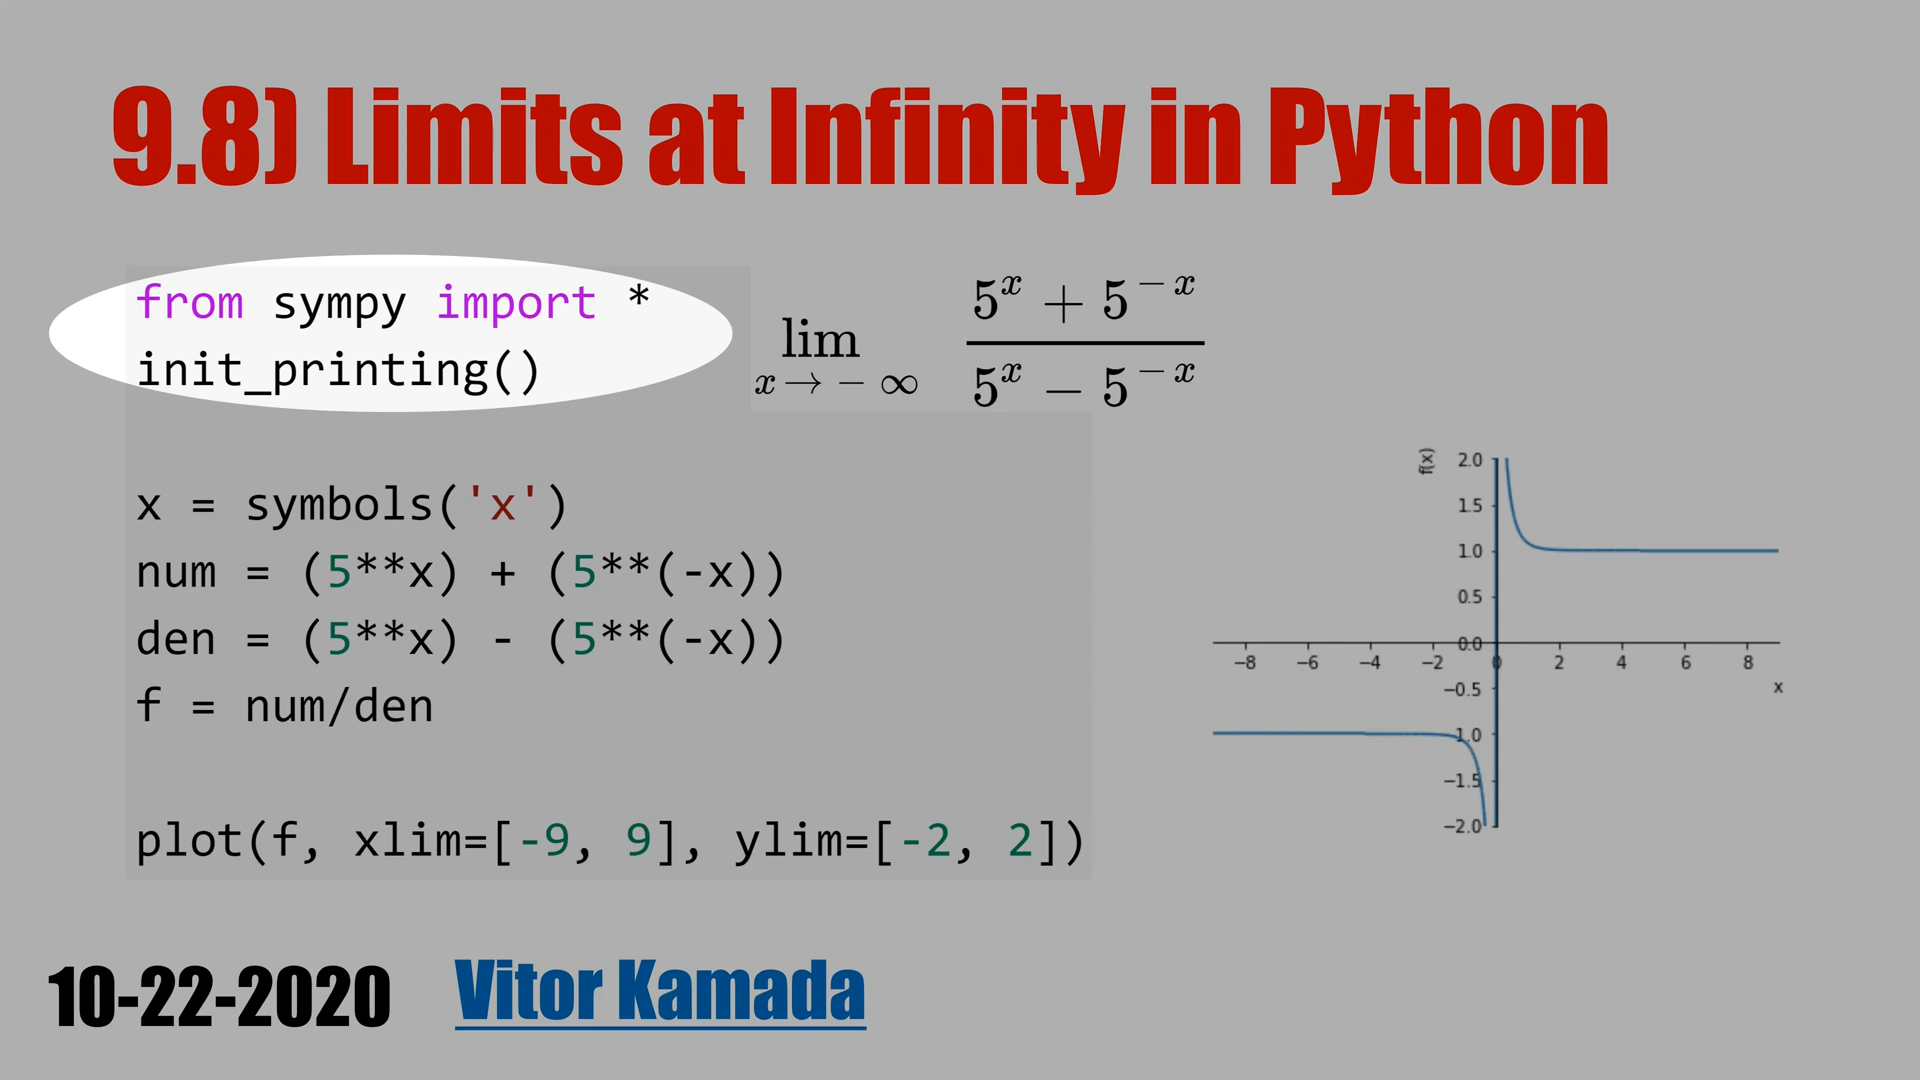 9.8) Limits at Infinity in Python
from sympy import *
init_printing()
lim x→−∞ (5^x + 5^−x) / (5^x − 5^−x)
x = symbols('x')
num = (5**x) + (5**(-x))
den = (5**x) - (5**(-x))
f = num/den
plot(f, xlim=[-9, 9], ylim=[-2, 2])
f(x)
2.0
1.5
1.0
0.5
0.0
−8 −6 −4 −2 0 2 4 6 8
−0.5
x
−1.0
−1.5
−2.0
10-22-2020 Vitor Kamada